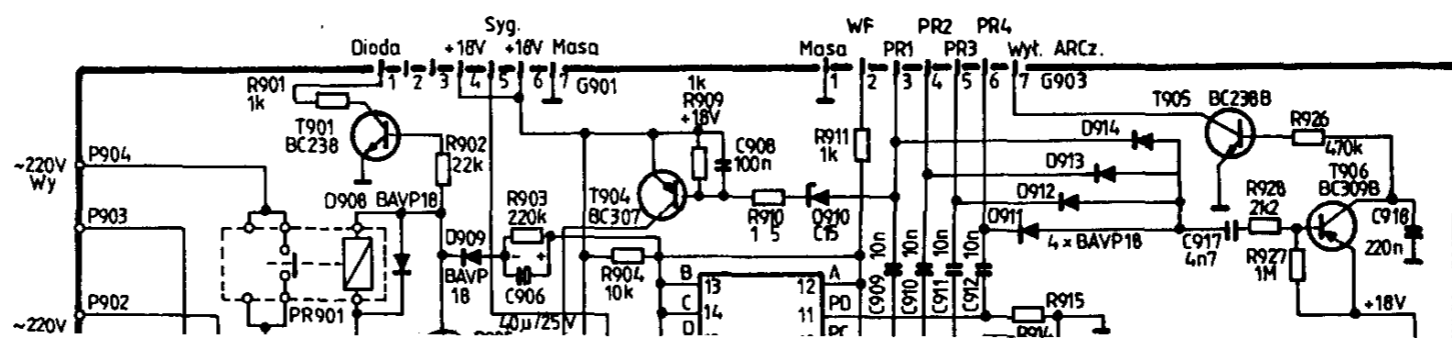 Syg.
WF PR2 PR4
Dioda +18V +18V Masa Masa PR1 PR3 Wył. ARCz.
1 2 3 4 5 6 7 G901 1 2 3 4 5 6 7 G903
R901
1k
T901
BC238
R902
22k
1k
R909
+18V
C908
100n
R911
1k
D914
T905 BC238B
R926
470k
~220V
Wy
P904
D913
T906
BC309B
P903
D908 BAVP18
R903
220k
T904
BC307
R910
D910
C15
D912
D911
4 × BAVP18
R928
2k2
C918
220n
D909
BAVP
18
- +
C906
40µ/25V
R904
10k
10n 10n 10n 10n
C909 C910 C911 C912
C917
4n7
R927
1M
+18V
PR901
B 13 12 A
C 14 11 PD
D PC
R915
R914
~220V
P902